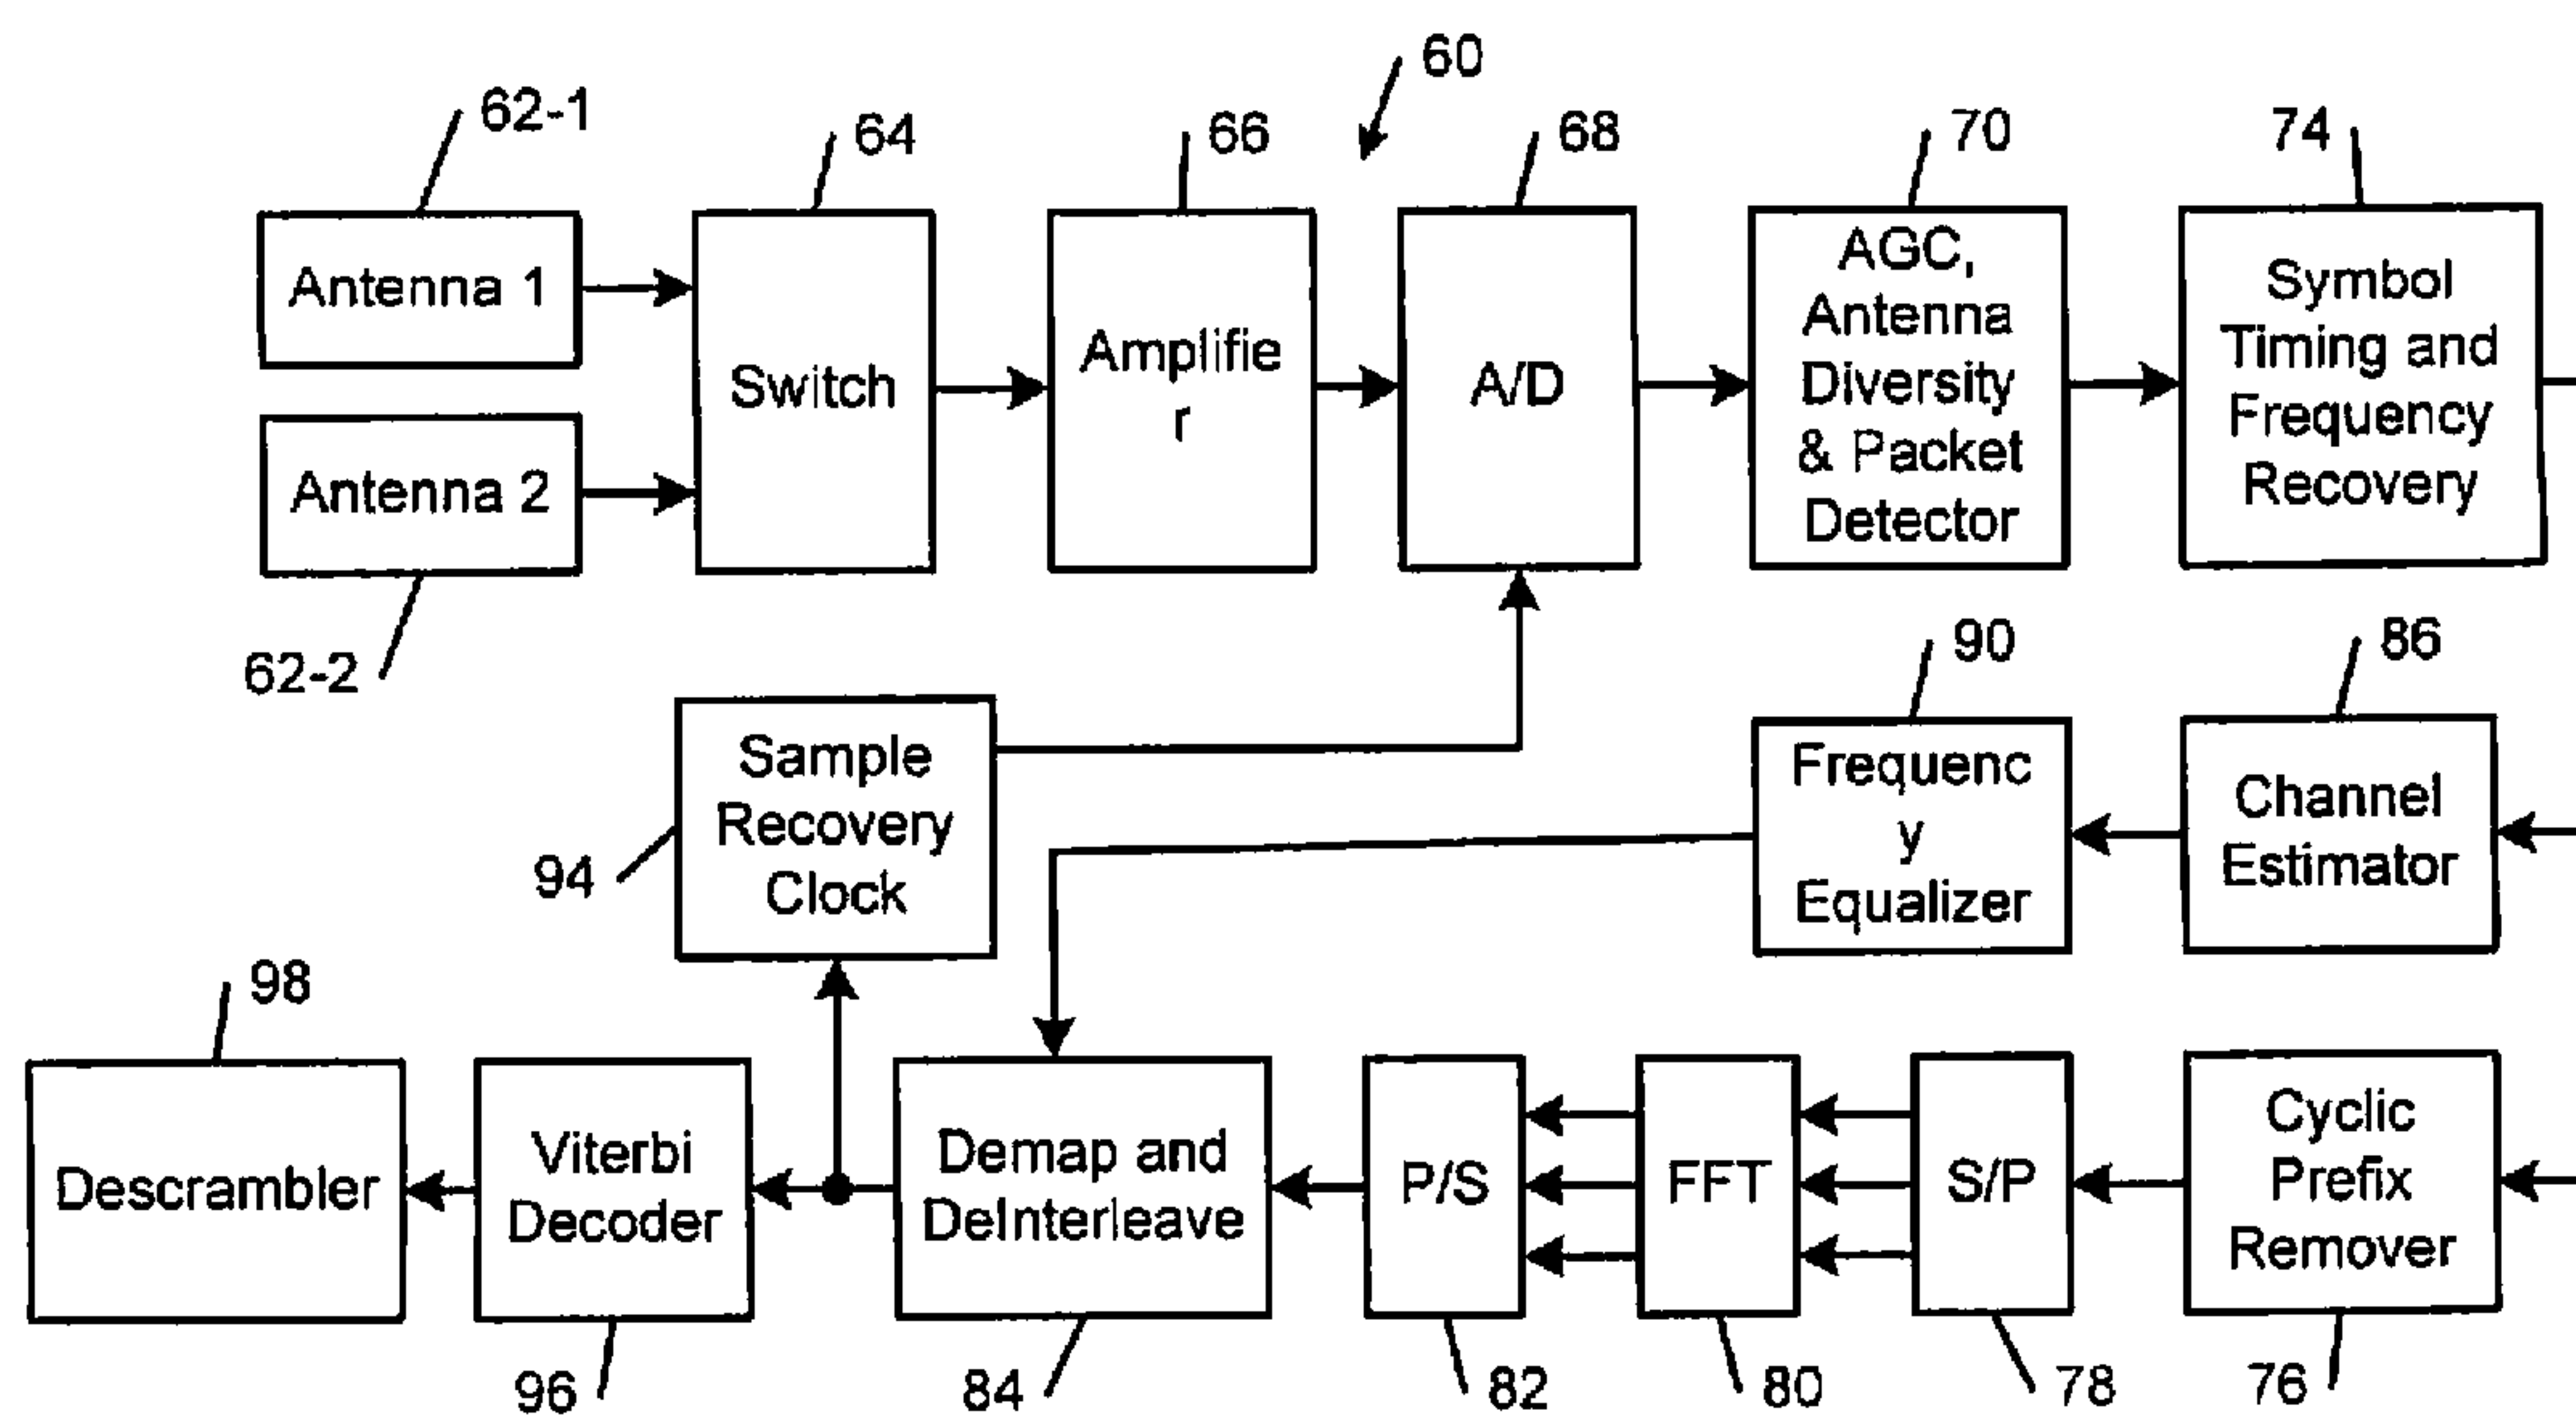 60
62-1
64
66
68
70
74
Antenna 1
Antenna 2
Switch
Amplifie
r
A/D
AGC,
Antenna
Diversity
& Packet
Detector
Symbol
Timing and
Frequency
Recovery
62-2
90
86
Sample
Recovery
Clock
94
Frequenc
y
Equalizer
Channel
Estimator
98
Descrambler
Viterbi
Decoder
Demap and
DeInterleave
P/S
FFT
S/P
Cyclic
Prefix
Remover
96
84
82
80
78
76